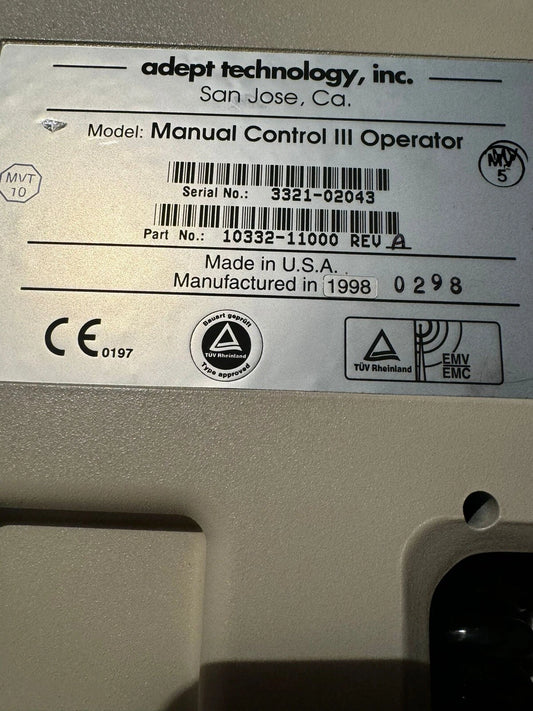 adept technology, inc.
San Jose, Ca.
Model: Manual Control III Operator
MVT
10
5
Serial No.: 3321-02043
Part No.: 10332-11000 REV A
Made in U.S.A.
Manufactured in 1998 0298
CE 0197
Bauart geprüft
TÜV Rheinland
Type approved
TÜV Rheinland
EMV
EMC